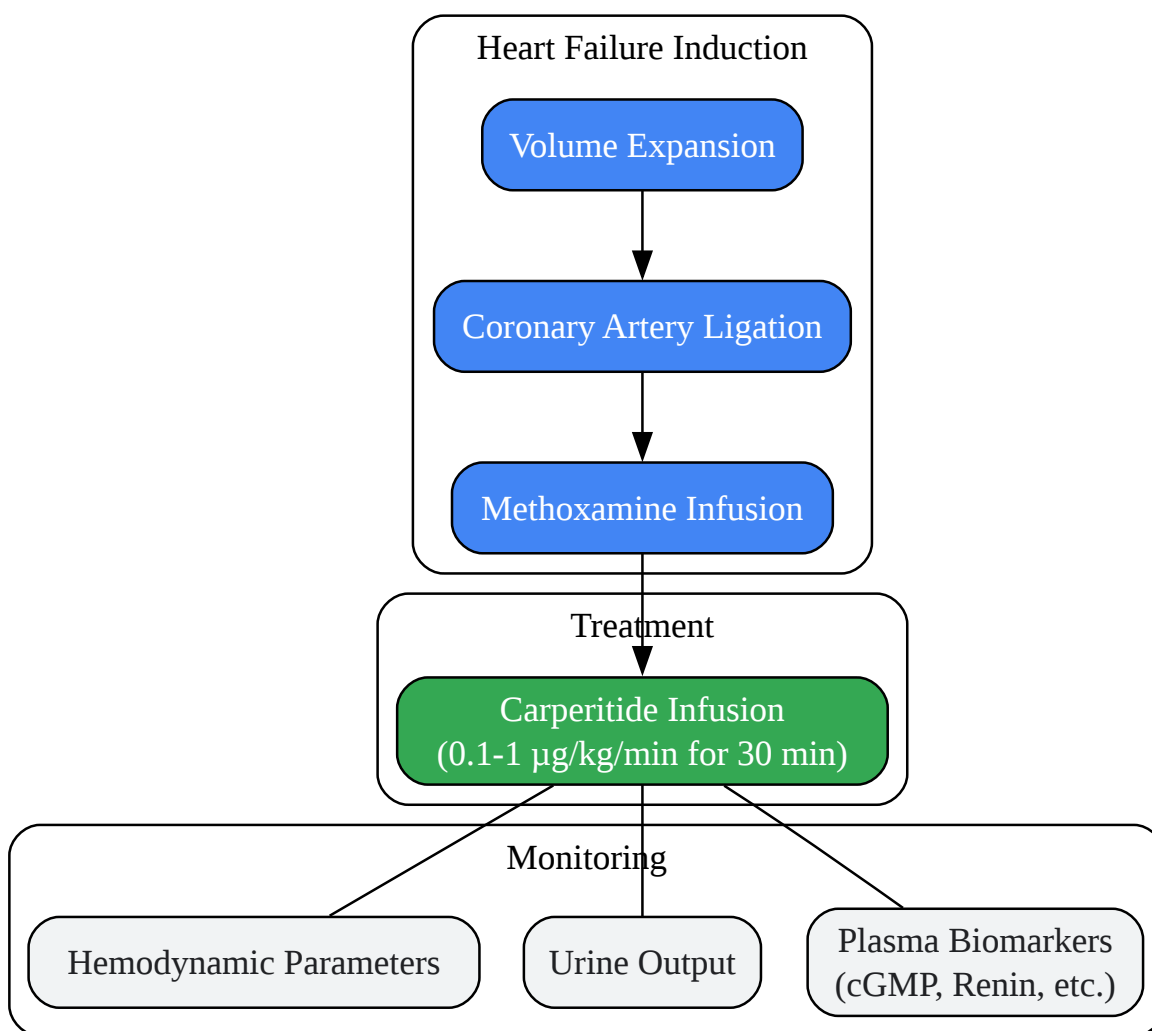 Heart Failure Induction
Volume Expansion
Coronary Artery Ligation
Methoxamine Infusion
Treatment
Carperitide Infusion
(0.1-1 µg/kg/min for 30 min)
Monitoring
Hemodynamic Parameters
Urine Output
Plasma Biomarkers
(cGMP, Renin, etc.)